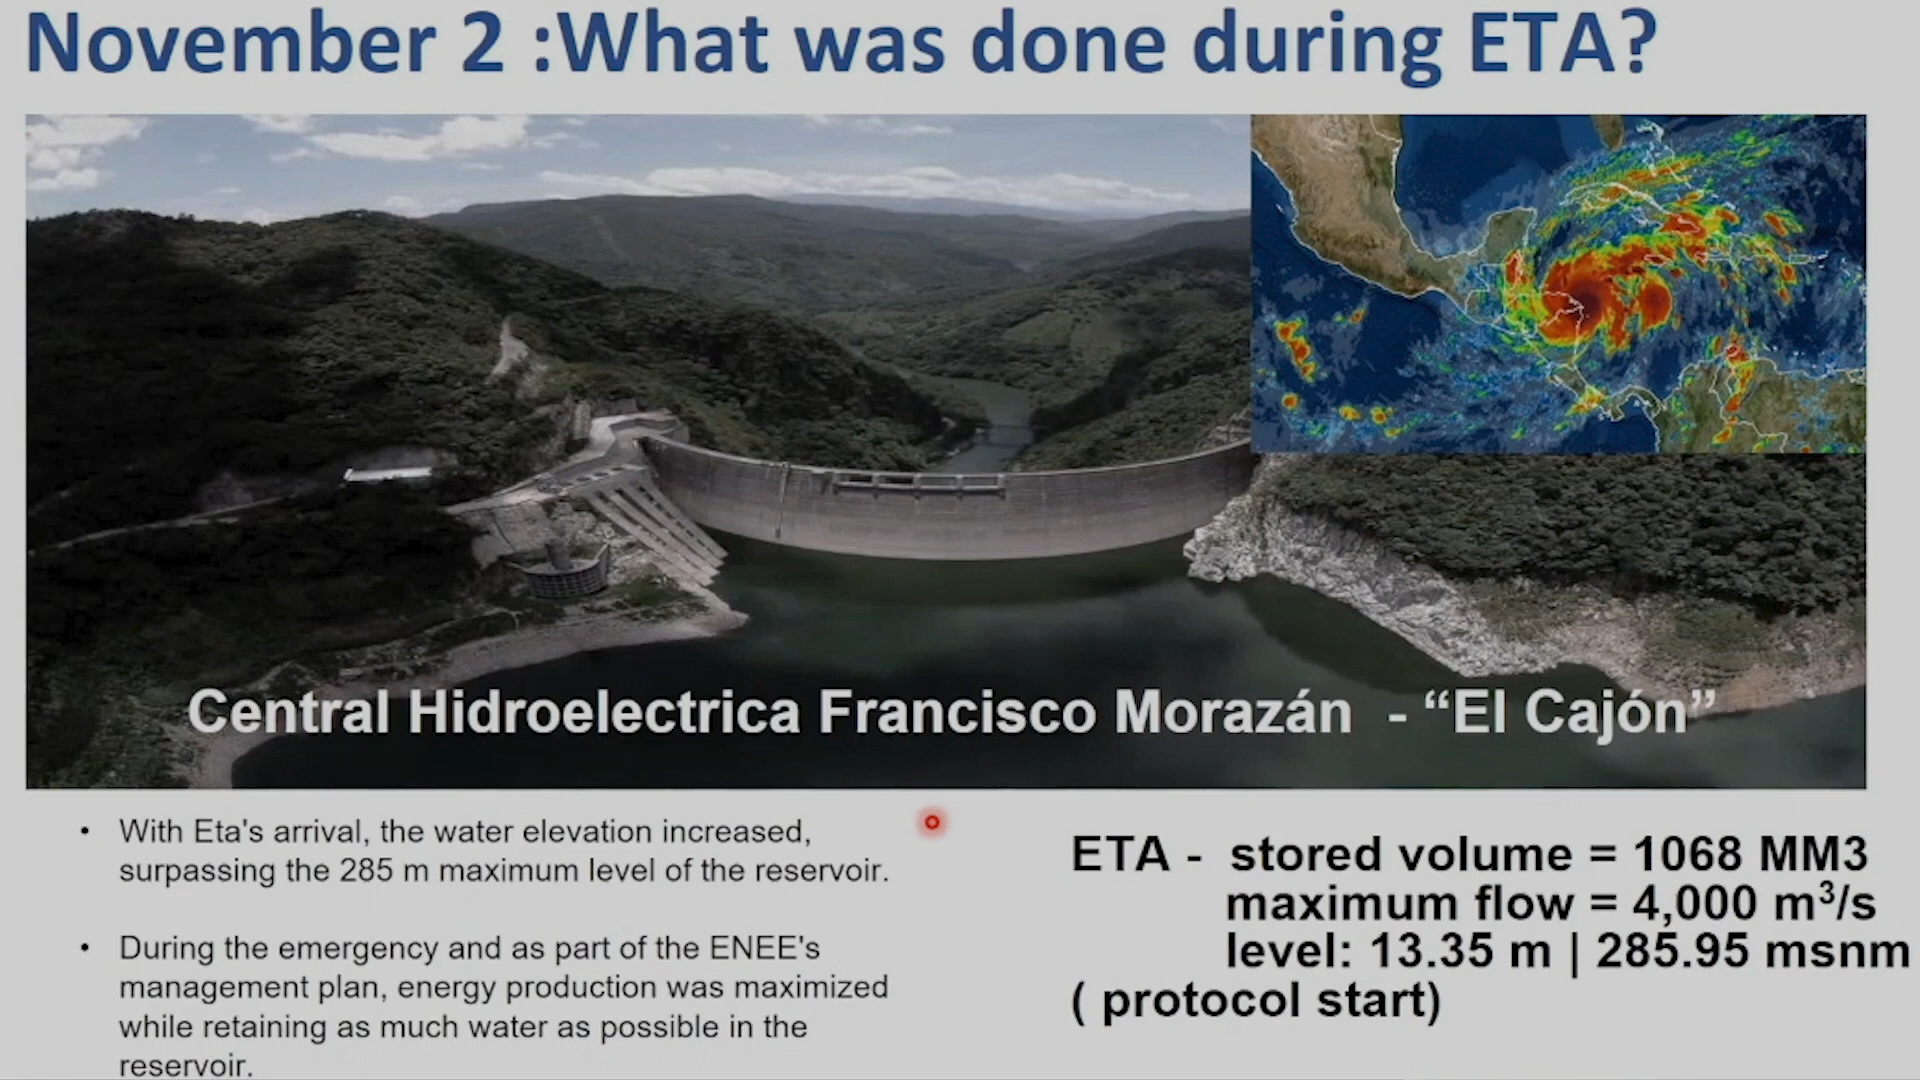 November 2 :What was done during ETA?
Central Hidroelectrica Francisco Morazán - “El Cajón”
• With Eta's arrival, the water elevation increased,
surpassing the 285 m maximum level of the reservoir.
• During the emergency and as part of the ENEE's
management plan, energy production was maximized
while retaining as much water as possible in the
reservoir.
ETA - stored volume = 1068 MM3
maximum flow = 4,000 m³/s
level: 13.35 m | 285.95 msnm
( protocol start)